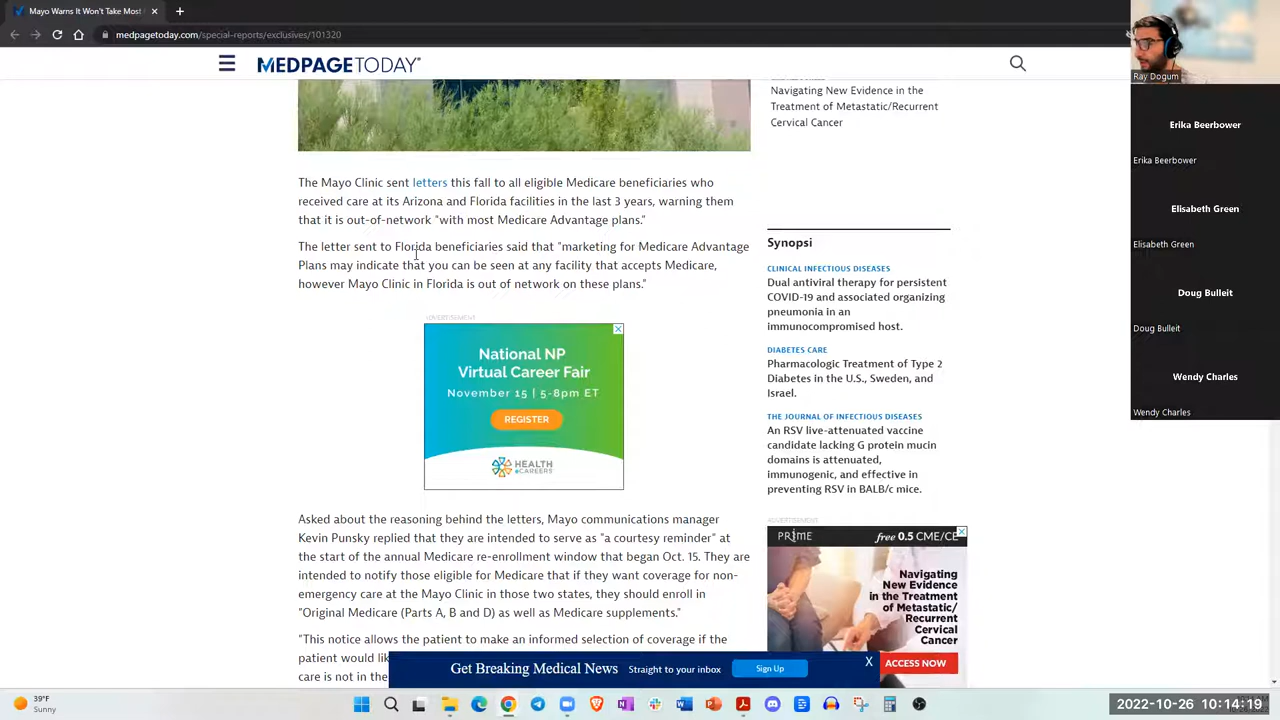 Mayo Warns It Won't Take Most
medpagetoday.com/special-reports/exclusives/101320
MEDPAGE TODAY®
Navigating New Evidence in the
Treatment of Metastatic/Recurrent
Cervical Cancer
The Mayo Clinic sent letters this fall to all eligible Medicare beneficiaries who
received care at its Arizona and Florida facilities in the last 3 years, warning them
that it is out-of-network "with most Medicare Advantage plans."
The letter sent to Florida beneficiaries said that "marketing for Medicare Advantage
Plans may indicate that you can be seen at any facility that accepts Medicare,
however Mayo Clinic in Florida is out of network on these plans."
ADVERTISEMENT
National NP
Virtual Career Fair
November 15 | 5-8pm ET
REGISTER
HEALTH
eCAREERS
Asked about the reasoning behind the letters, Mayo communications manager
Kevin Punsky replied that they are intended to serve as "a courtesy reminder" at
the start of the annual Medicare re-enrollment window that began Oct. 15. They are
intended to notify those eligible for Medicare that if they want coverage for non-
emergency care at the Mayo Clinic in those two states, they should enroll in
"Original Medicare (Parts A, B and D) as well as Medicare supplements."
"This notice allows the patient to make an informed selection of coverage if the
patient would lik
care is not in the
Synopsi
CLINICAL INFECTIOUS DISEASES
Dual antiviral therapy for persistent
COVID-19 and associated organizing
pneumonia in an
immunocompromised host.
DIABETES CARE
Pharmacologic Treatment of Type 2
Diabetes in the U.S., Sweden, and
Israel.
THE JOURNAL OF INFECTIOUS DISEASES
An RSV live-attenuated vaccine
candidate lacking G protein mucin
domains is attenuated,
immunogenic, and effective in
preventing RSV in BALB/c mice.
ADVERTISEMENT
PRIME free 0.5 CME/CE
Navigating
New Evidence
in the Treatment
of Metastatic/
Recurrent
Cervical
Cancer
ACCESS NOW
Get Breaking Medical News Straight to your inbox Sign Up X
Ray Dogum
Erika Beerbower
Erika Beerbower
Elisabeth Green
Elisabeth Green
Doug Bulleit
Doug Bulleit
Wendy Charles
Wendy Charles
39°F
Sunny
2022-10-26 10:14:19